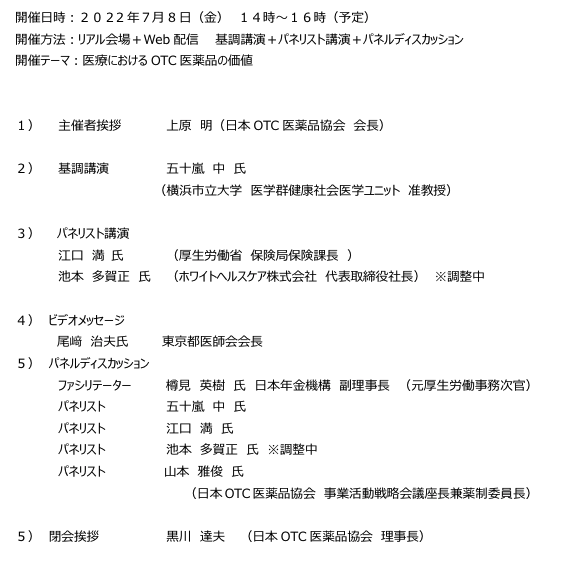 開催日時：２０２２年７月８日（金）　１４時～１６時（予定）
開催方法：リアル会場＋Web 配信　基調講演＋パネリスト講演＋パネルディスカッション
開催テーマ：医療における OTC 医薬品の価値
１）　主催者挨拶　上原　明（日本 OTC 医薬品協会　会長）
２）　基調講演　五十嵐　中　氏
（横浜市立大学　医学群健康社会医学ユニット　准教授）
３）　パネリスト講演
江口　満　氏　（厚生労働省　保険局保険課長　）
池本　多賀正　氏　（ホワイトヘルスケア株式会社　代表取締役社長）　※調整中
４）　ビデオメッセージ
尾﨑　治夫氏　東京都医師会会長
５）　パネルディスカッション
ファシリテーター　樽見　英樹　氏　日本年金機構　副理事長　（元厚生労働事務次官）
パネリスト　五十嵐　中　氏
パネリスト　江口　満　氏
パネリスト　池本　多賀正　氏　※調整中
パネリスト　山本　雅俊　氏
（日本 OTC 医薬品協会　事業活動戦略会議座長兼薬制委員長）
５）　閉会挨拶　黒川　達夫　（日本 OTC 医薬品協会　理事長）